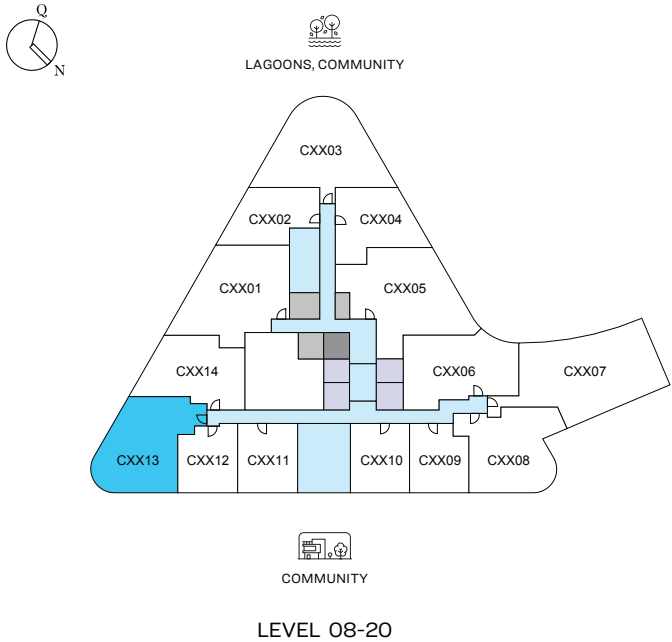 Q
N
LAGOONS, COMMUNITY
CXX03
CXX02
CXX04
CXX01
CXX05
CXX14
CXX06
CXX07
CXX13
CXX12
CXX11
CXX10
CXX09
CXX08
COMMUNITY
LEVEL 08-20